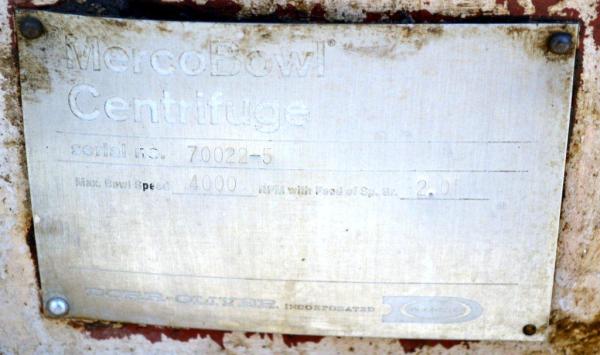 MercoBowl®
Centrifuge
serial no. 70022-5
Max. Bowl Speed 4000 RPM with Feed of Sp. Gr. 2.0
DORR-OLIVER INCORPORATED